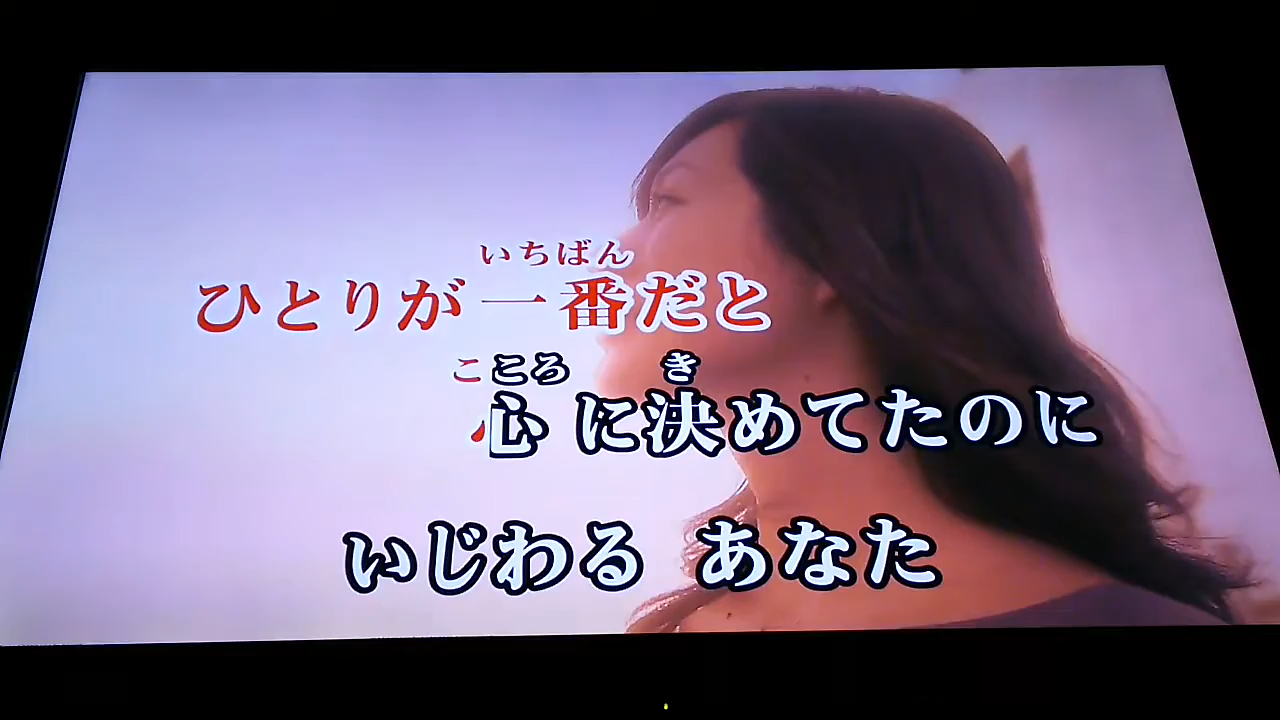 いちばん
ひとりが一番だと
こころ き
心に決めてたのに
いじわる あなた